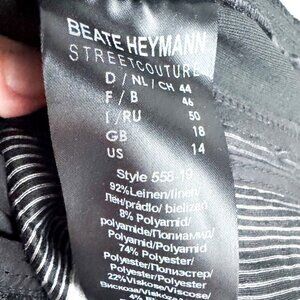 BEATE HEYMANN
STREETCOUTURE
D / NL / CH 44
F / B 46
I / RU 50
GB 18
US 14
Style 558-19
92%Leinen/linen/
Лён/prádlo/ bielizeň
8% Polyamid/
polyamide/Полиамид/
Polyamid/Polyamid
74% Polyester/
Polyester/Полиэстер/
Polyester/Polyester
22%Viskose/Viscose/
Вискоза/Viskóza/
4%